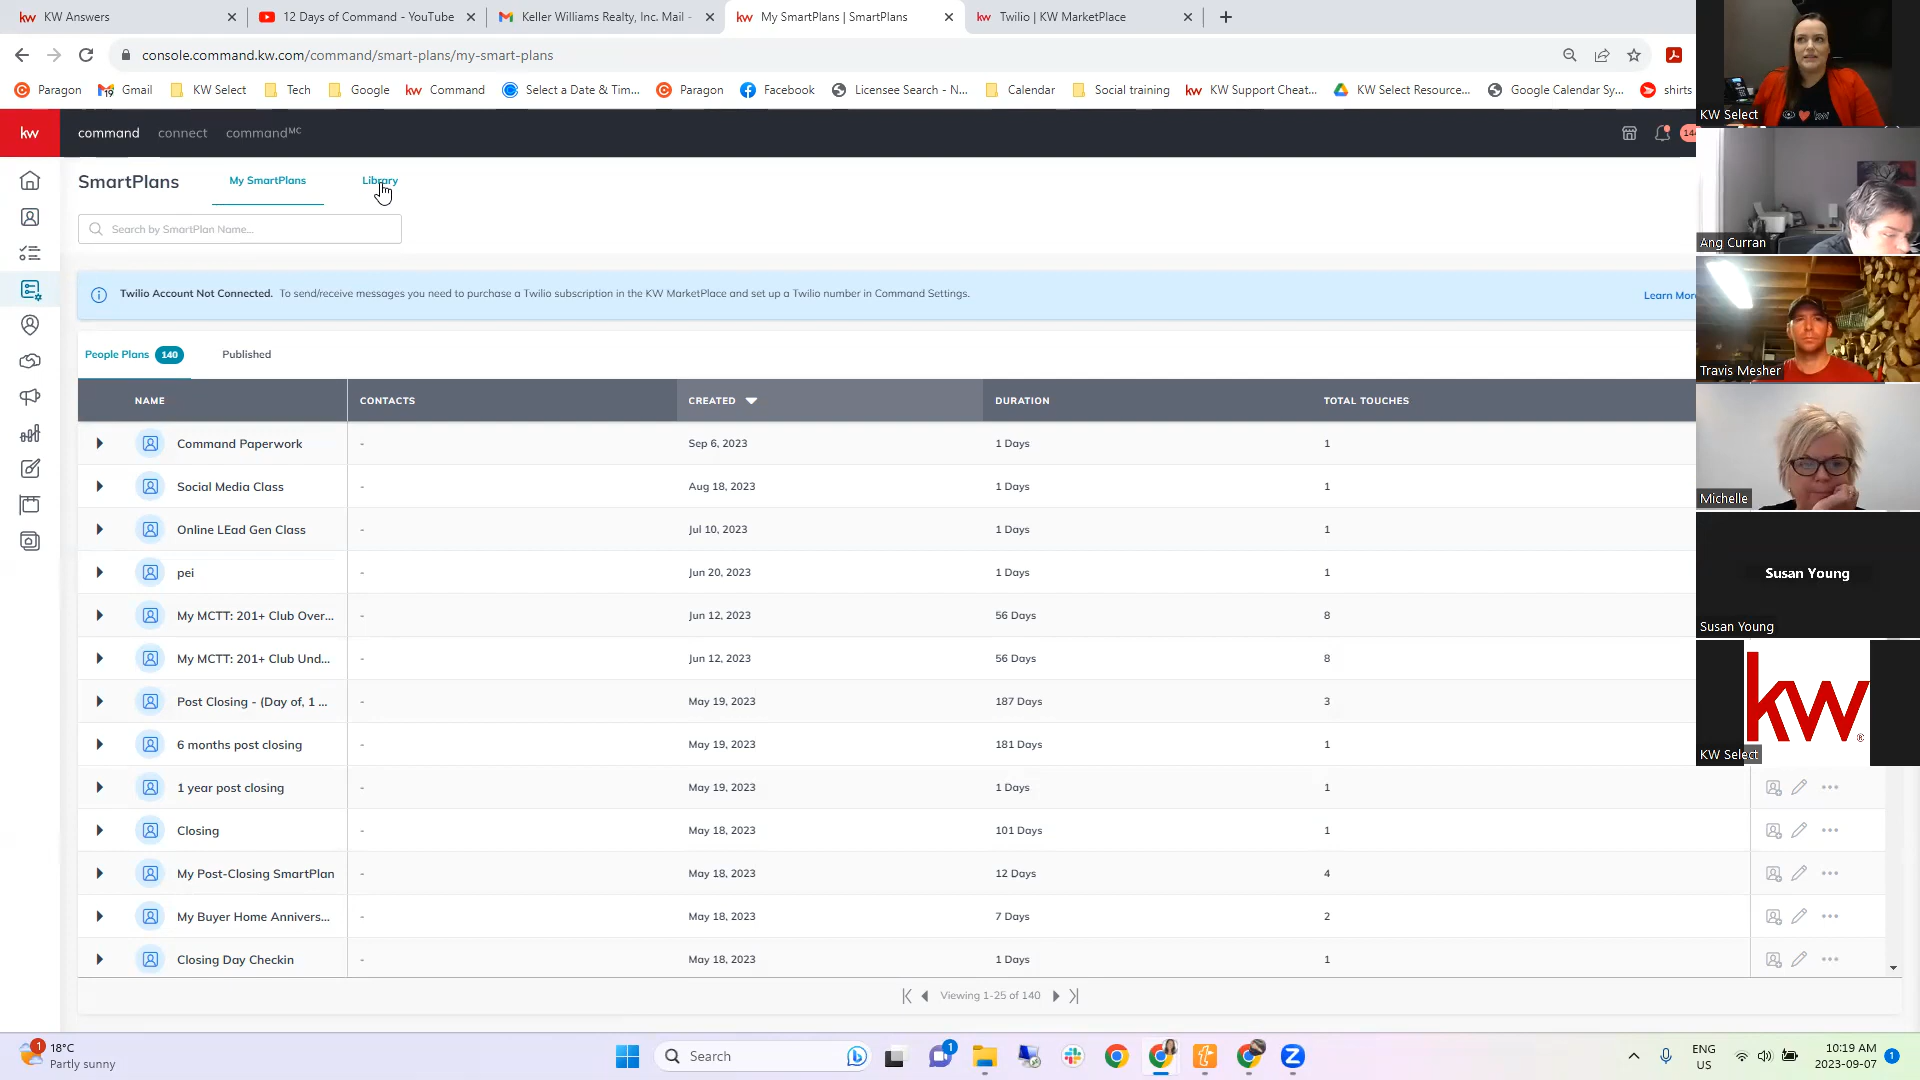 KW Answers
12 Days of Command - YouTube
Keller Williams Realty, Inc. Mail -
kw My SmartPlans | SmartPlans
kw Twilio | KW MarketPlace
console.command.kw.com/command/smart-plans/my-smart-plans
Paragon
Gmail
KW Select
Tech
Google
kw Command
Select a Date & Tim...
Paragon
Facebook
Licensee Search - N...
Calendar
Social training
kw KW Support Cheat...
KW Select Resource...
Google Calendar Sy...
shirts
kw
command connect commandMC
SmartPlans
My SmartPlans
Library
Search by SmartPlan Name...
Twilio Account Not Connected. To send/receive messages you need to purchase a Twilio subscription in the KW MarketPlace and set up a Twilio number in Command Settings.
Learn More
People Plans 140
Published
NAME CONTACTS CREATED DURATION TOTAL TOUCHES
Command Paperwork - Sep 6, 2023 1 Days 1
Social Media Class - Aug 18, 2023 1 Days 1
Online LEad Gen Class - Jul 10, 2023 1 Days 1
pei - Jun 20, 2023 1 Days 1
My MCTT: 201+ Club Over... - Jun 12, 2023 56 Days 8
My MCTT: 201+ Club Und... - Jun 12, 2023 56 Days 8
Post Closing - (Day of, 1 ... - May 19, 2023 187 Days 3
6 months post closing - May 19, 2023 181 Days 1
1 year post closing - May 19, 2023 1 Days 1
Closing - May 18, 2023 101 Days 1
My Post-Closing SmartPlan - May 18, 2023 12 Days 4
My Buyer Home Annivers... - May 18, 2023 7 Days 2
Closing Day Checkin - May 18, 2023 1 Days 1
Viewing 1-25 of 140
KW Select
Ang Curran
Travis Mesher
Michelle
Susan Young
Susan Young
kw
KW Select
1
18°C
Partly sunny
Search
1
ENG
US
10:19 AM
2023-09-07
1